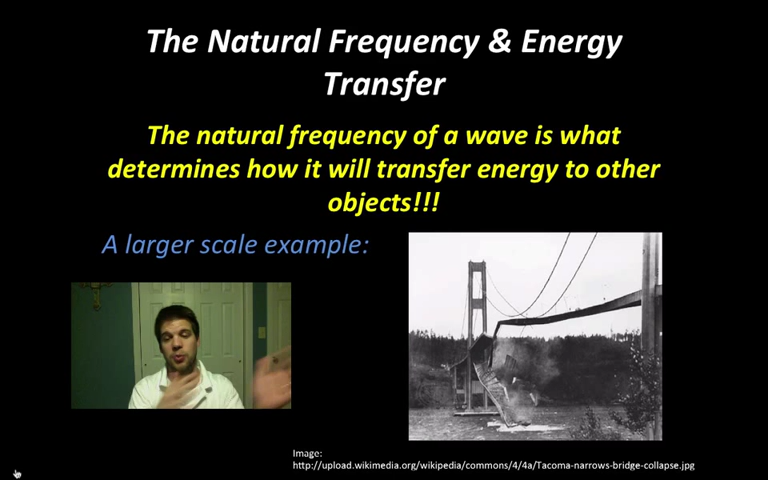 The Natural Frequency & Energy
Transfer
The natural frequency of a wave is what
determines how it will transfer energy to other
objects!!!
A larger scale example:
Image:
http://upload.wikimedia.org/wikipedia/commons/4/4a/Tacoma-narrows-bridge-collapse.jpg